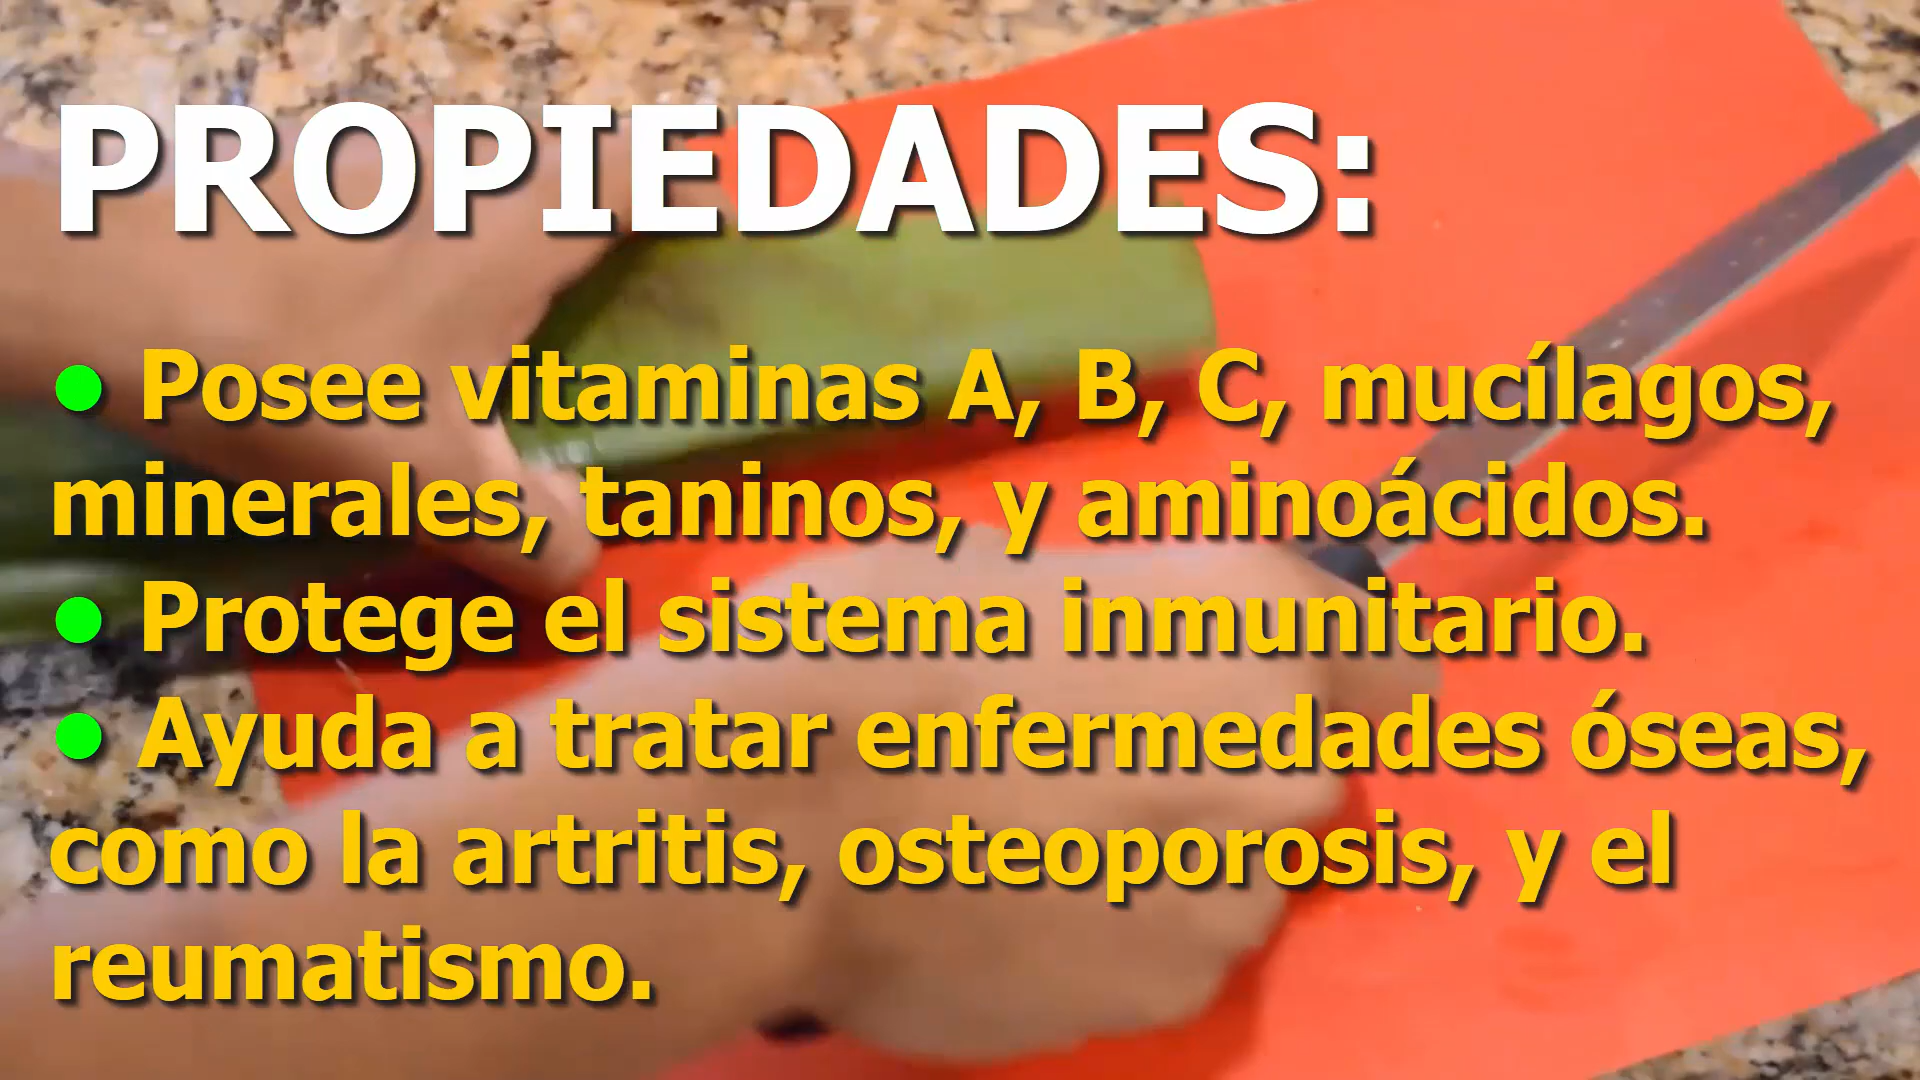 PROPIEDADES:
● Posee vitaminas A, B, C, mucílagos,
minerales, taninos, y aminoácidos.
● Protege el sistema inmunitario.
● Ayuda a tratar enfermedades óseas,
como la artritis, osteoporosis, y el
reumatismo.